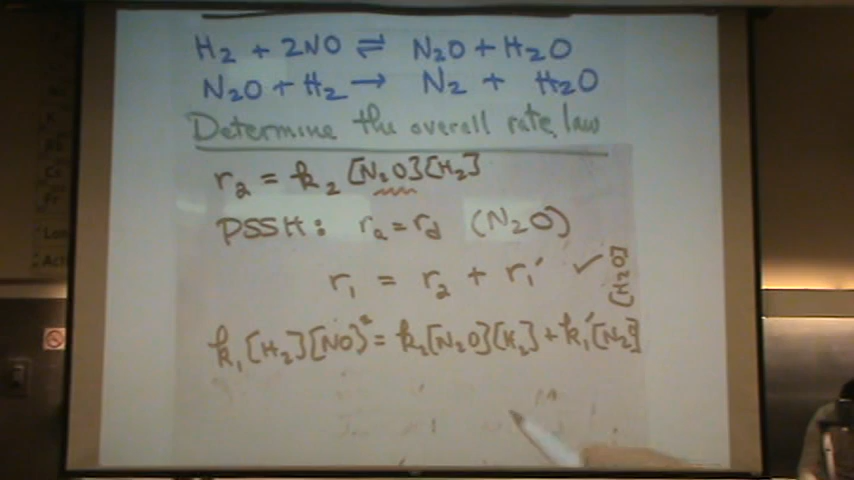 H₂ + 2NO ⇌ N₂O + H₂O
N₂O + H₂ → N₂ + H₂O
Determine the overall rate law
r₂ = k₂ [N₂O][H₂]
PSSH: rₐ = r_d (N₂O)
r₁ = r₂ + r₁′ ✓
k₁[H₂][NO]² = k₂[N₂O][H₂] + k₁′[N₂O]
[H₂O]